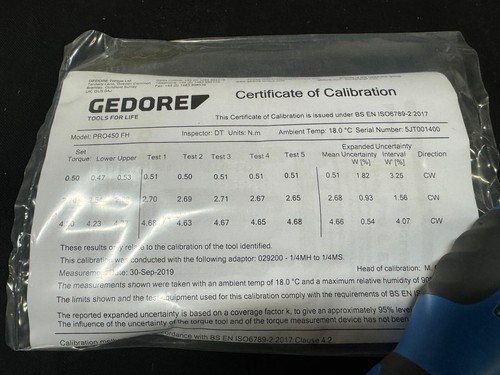 GEDORE Torque Ltd
GEDORE
TOOLS FOR LIFE
Certificate of Calibration
This Certificate of Calibration is issued under BS EN ISO6789-2:2017
Model: PRO450 FH Inspector: DT Units: N.m Ambient Temp: 18.0 °C Serial Number: 5JT001400
Set Torque: Lower Upper Test 1 Test 2 Test 3 Test 4 Test 5 Mean Expanded Uncertainty W [%] Uncertainty Interval W [%] Direction
0.50 0.47 0.53 0.51 0.50 0.51 0.51 0.51 0.51 1.82 3.25 CW
2.70 2.69 2.71 2.67 2.65 2.68 0.93 1.56 CW
4.23 4.63 4.67 4.65 4.68 4.66 0.54 4.07 CW
These results only relate to the calibration of the tool identified.
This calibration was conducted with the following adaptor: 029200 - 1/4MH to 1/4MS.
Measurement date: 30-Sep-2019 Head of calibration: M.
The measurements shown were taken with an ambient temp of 18.0 °C and a maximum relative humidity of
The limits shown and the test equipment used for this calibration comply with the requirements of BS EN
The reported expanded uncertainty is based on a coverage factor k, to give an approximately 95% level
The influence of the uncertainty of the torque tool and of the torque measurement device has been
Calibration accordance with BS EN ISO6789-2:2017 Clause 4.2